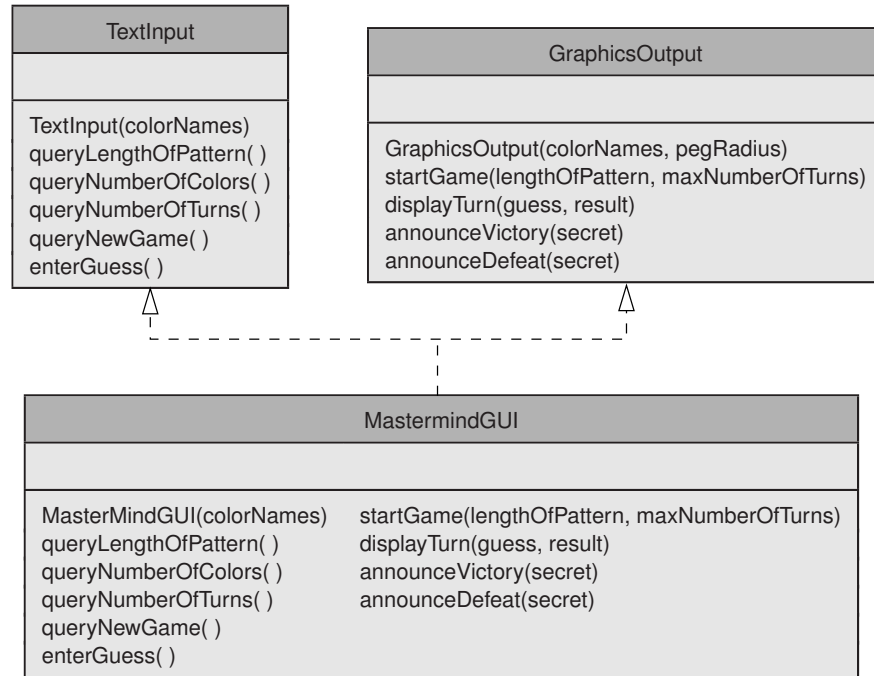 TextInput
TextInput(colorNames)
queryLengthOfPattern( )
queryNumberOfColors( )
queryNumberOfTurns( )
queryNewGame( )
enterGuess( )
GraphicsOutput
GraphicsOutput(colorNames, pegRadius)
startGame(lengthOfPattern, maxNumberOfTurns)
displayTurn(guess, result)
announceVictory(secret)
announceDefeat(secret)
MastermindGUI
MasterMindGUI(colorNames)
queryLengthOfPattern( )
queryNumberOfColors( )
queryNumberOfTurns( )
queryNewGame( )
enterGuess( )
startGame(lengthOfPattern, maxNumberOfTurns)
displayTurn(guess, result)
announceVictory(secret)
announceDefeat(secret)